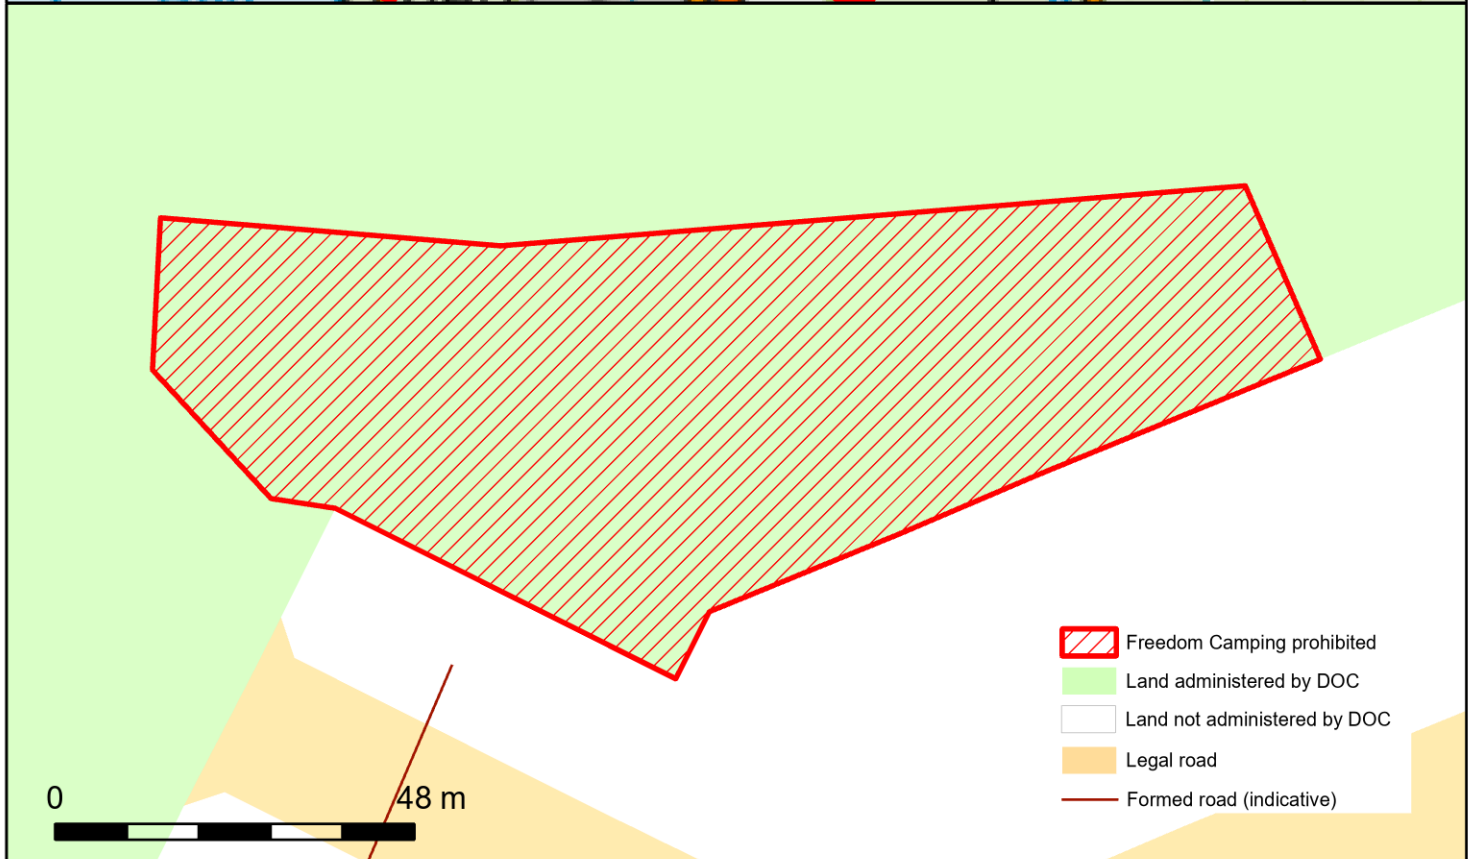 Freedom Camping prohibited
Land administered by DOC
Land not administered by DOC
Legal road
Formed road (indicative)
0 48 m